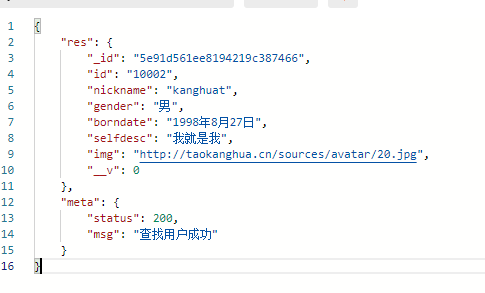 1 {
2 "res": {
3 "_id": "5e91d561ee8194219c387466",
4 "id": "10002",
5 "nickname": "kanghuat",
6 "gender": "男",
7 "borndate": "1998年8月27日",
8 "selfdesc": "我就是我",
9 "img": "http://taokanghua.cn/sources/avatar/20.jpg",
10 "__v": 0
11 },
12 "meta": {
13 "status": 200,
14 "msg": "查找用户成功"
15 }
16 }